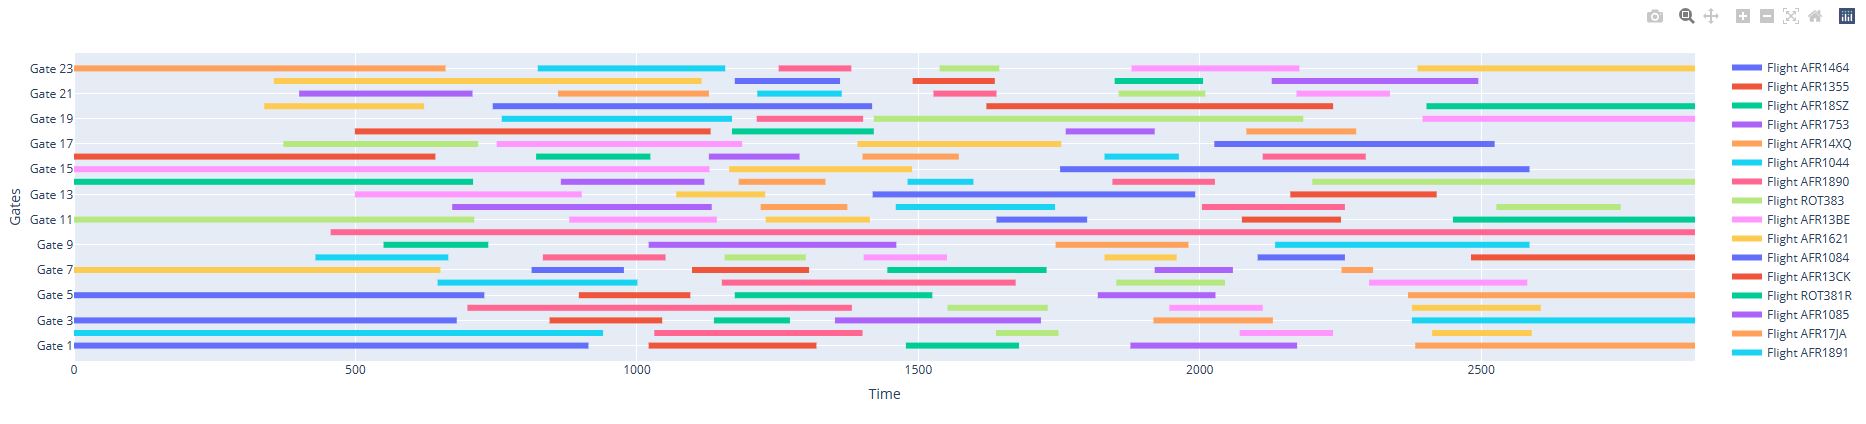 Gate 23
Gate 21
Gate 19
Gate 17
Gate 15
Gate 13
Gate 11
Gate 9
Gate 7
Gate 5
Gate 3
Gate 1
Gates
0 500 1000 1500 2000 2500
Time
Flight AFR1464
Flight AFR1355
Flight AFR18SZ
Flight AFR1753
Flight AFR14XQ
Flight AFR1044
Flight AFR1890
Flight ROT383
Flight AFR13BE
Flight AFR1621
Flight AFR1084
Flight AFR13CK
Flight ROT381R
Flight AFR1085
Flight AFR17JA
Flight AFR1891